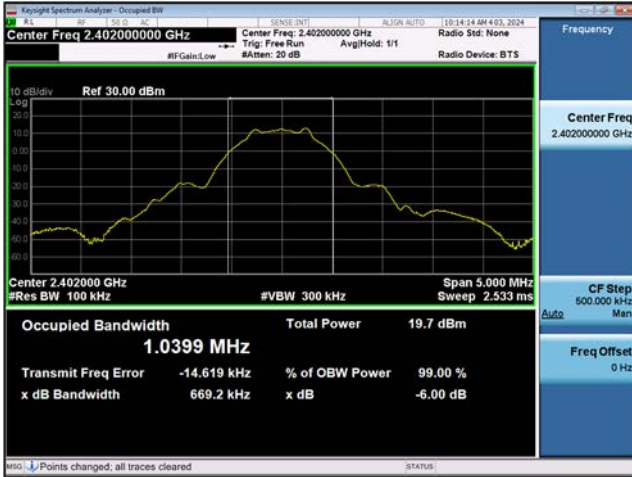 Keysight Spectrum Analyzer - Occupied BW
RL RF 50 Ω AC SENSE:INT ALIGN AUTO 10:14:14 AM 4 03, 2024
Center Freq 2.402000000 GHz
Center Freq: 2.402000000 GHz
Radio Std: None
Trig: Free Run Avg|Hold: 1/1
#IFGain:Low
#Atten: 20 dB
Radio Device: BTS
Frequency
10 dB/div Ref 30.00 dBm
Log
20.0
10.0
0.00
-10.0
-20.0
-30.0
-40.0
-50.0
-60.0
Center 2.402000 GHz
Span 5.000 MHz
#Res BW 100 kHz
#VBW 300 kHz
Sweep 2.533 ms
Center Freq
2.402000000 GHz
CF Step
500.000 kHz
Auto Man
Freq Offset
0 Hz
Occupied Bandwidth
1.0399 MHz
Total Power 19.7 dBm
Transmit Freq Error -14.619 kHz
% of OBW Power 99.00 %
x dB Bandwidth 669.2 kHz
x dB -6.00 dB
MSG Points changed; all traces cleared
STATUS